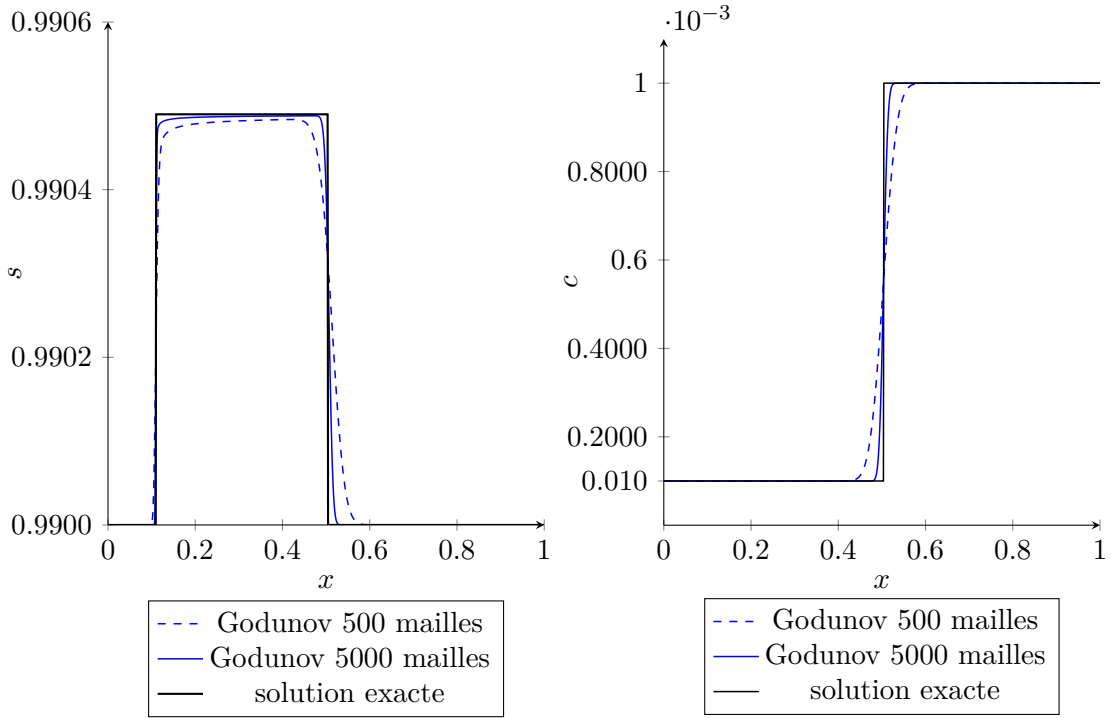 0.9906
0.9904
0.9902
0.9900
s
0 0.2 0.4 0.6 0.8 1
x
Godunov 500 mailles
Godunov 5000 mailles
solution exacte
·10⁻³
1
0.8000
0.6
0.4000
0.2000
0.010
c
0 0.2 0.4 0.6 0.8 1
x
Godunov 500 mailles
Godunov 5000 mailles
solution exacte